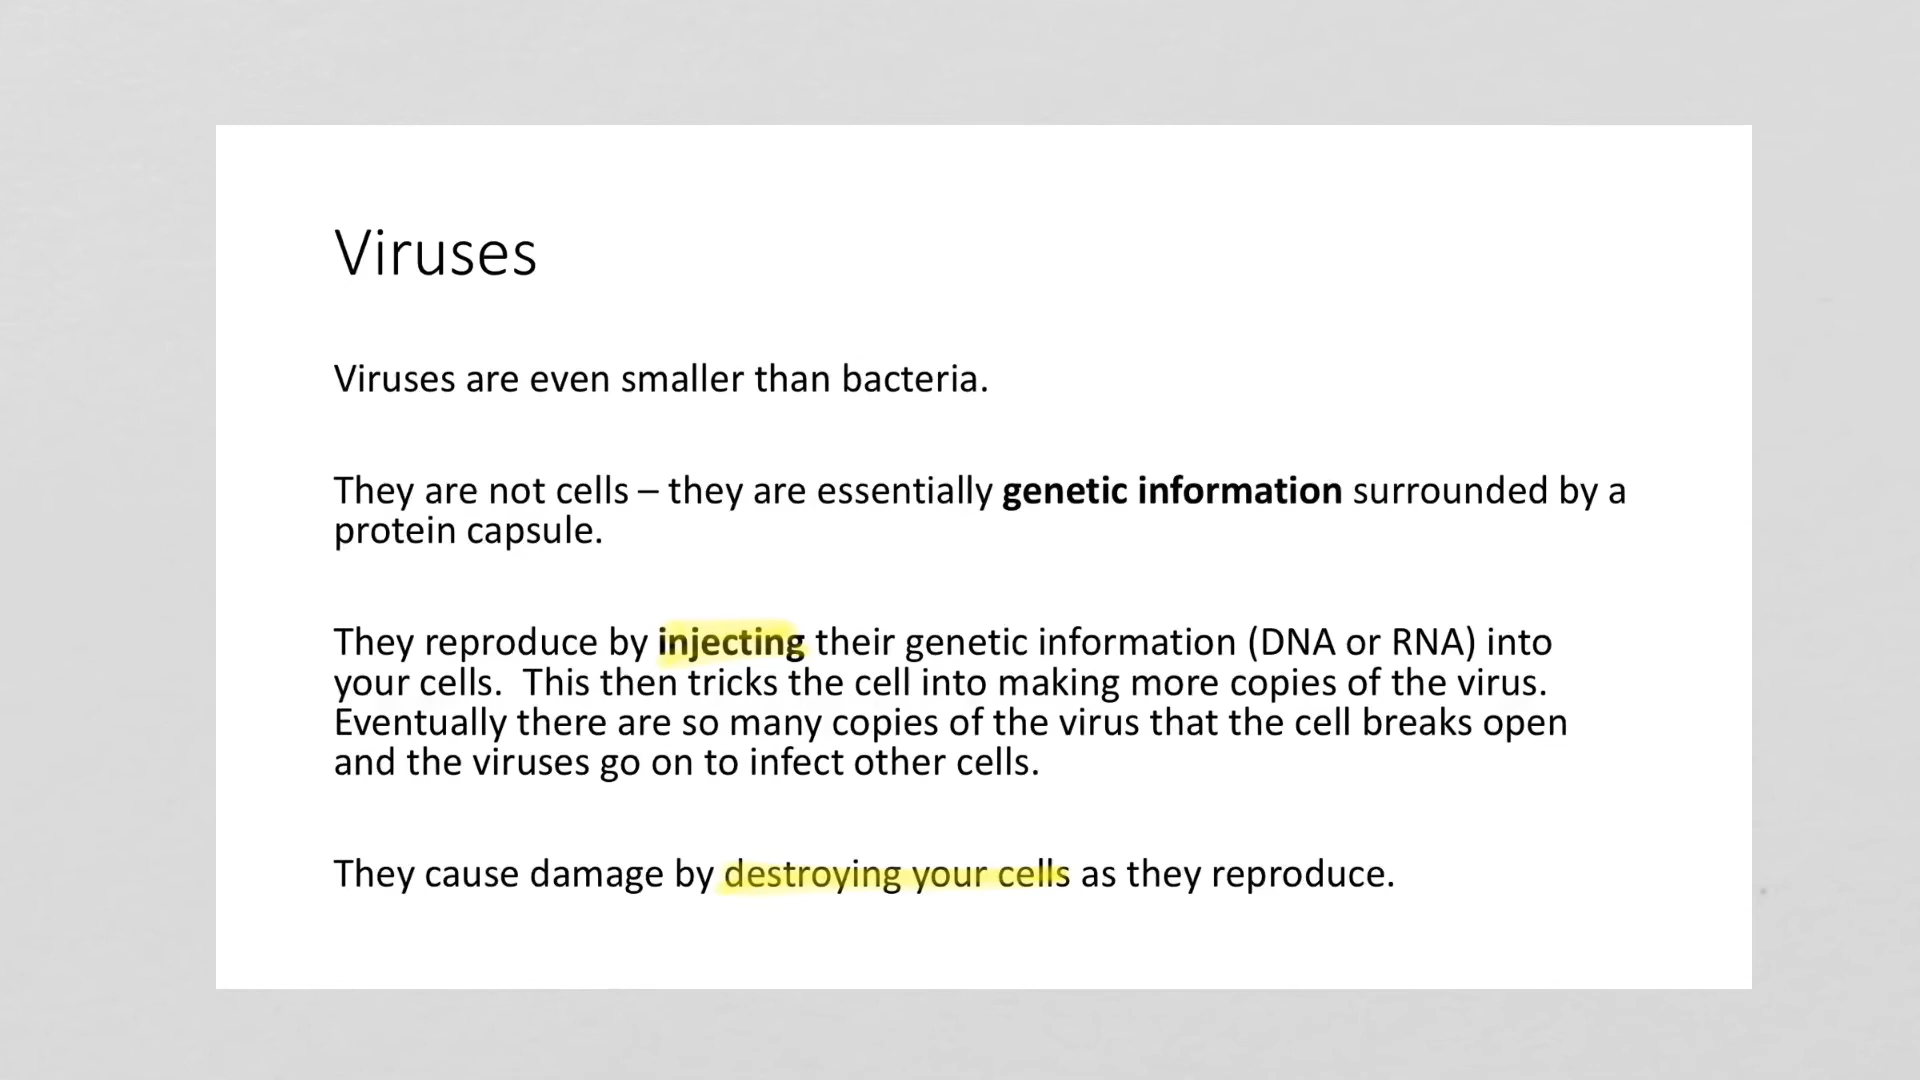 Viruses
Viruses are even smaller than bacteria.
They are not cells – they are essentially genetic information surrounded by a
protein capsule.
They reproduce by injecting their genetic information (DNA or RNA) into
your cells.  This then tricks the cell into making more copies of the virus.
Eventually there are so many copies of the virus that the cell breaks open
and the viruses go on to infect other cells.
They cause damage by destroying your cells as they reproduce.